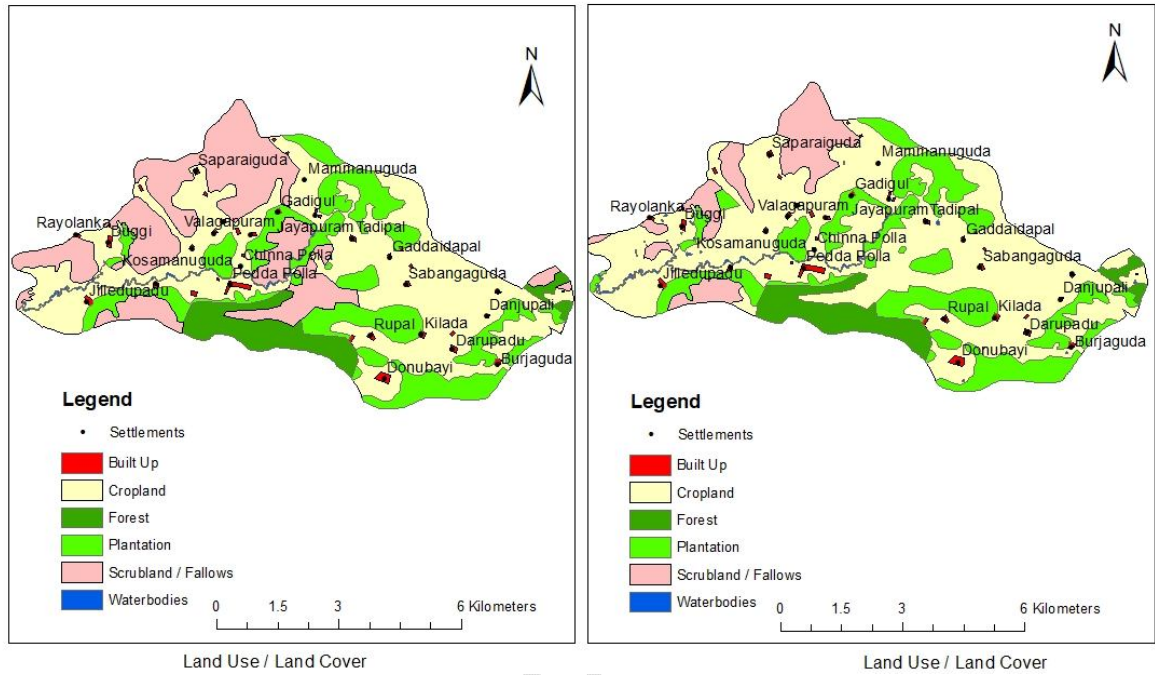 N
Saparaiguda
Mammanuguda
Gadigul
Rayolanka
Duggi
Valagapuram
Jayapuram Tadipal
Gaddaidapal
Kosamanuguda
Chinna Polla
Pedda Polla
Sabangaguda
Jilledupadu
Danjupali
Rupal
Kilada
Darupadu
Burjaguda
Donubayi
Legend
Settlements
Built Up
Cropland
Forest
Plantation
Scrubland / Fallows
Waterbodies
0 1.5 3 6 Kilometers
Land Use / Land Cover
N
Saparaiguda
Mammanuguda
Gadigul
Rayolanka
Duggi
Valagapuram
Jayapuram Tadipal
Gaddaidapal
Kosamanuguda
Chinna Polla
Pedda Polla
Sabangaguda
Jilledupadu
Danjupali
Rupal
Kilada
Darupadu
Burjaguda
Donubayi
Legend
Settlements
Built Up
Cropland
Forest
Plantation
Scrubland / Fallows
Waterbodies
0 1.5 3 6 Kilometers
Land Use / Land Cover